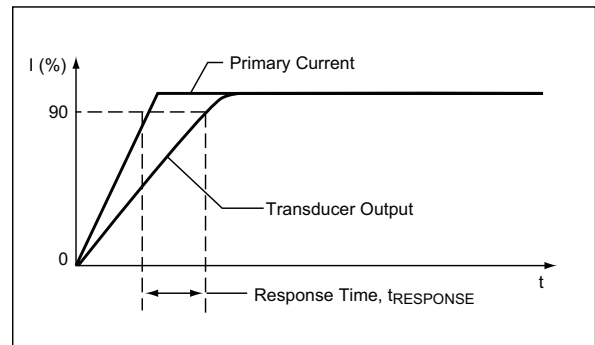 I (%)
Primary Current
90
Transducer Output
0
t
Response Time, tRESPONSE